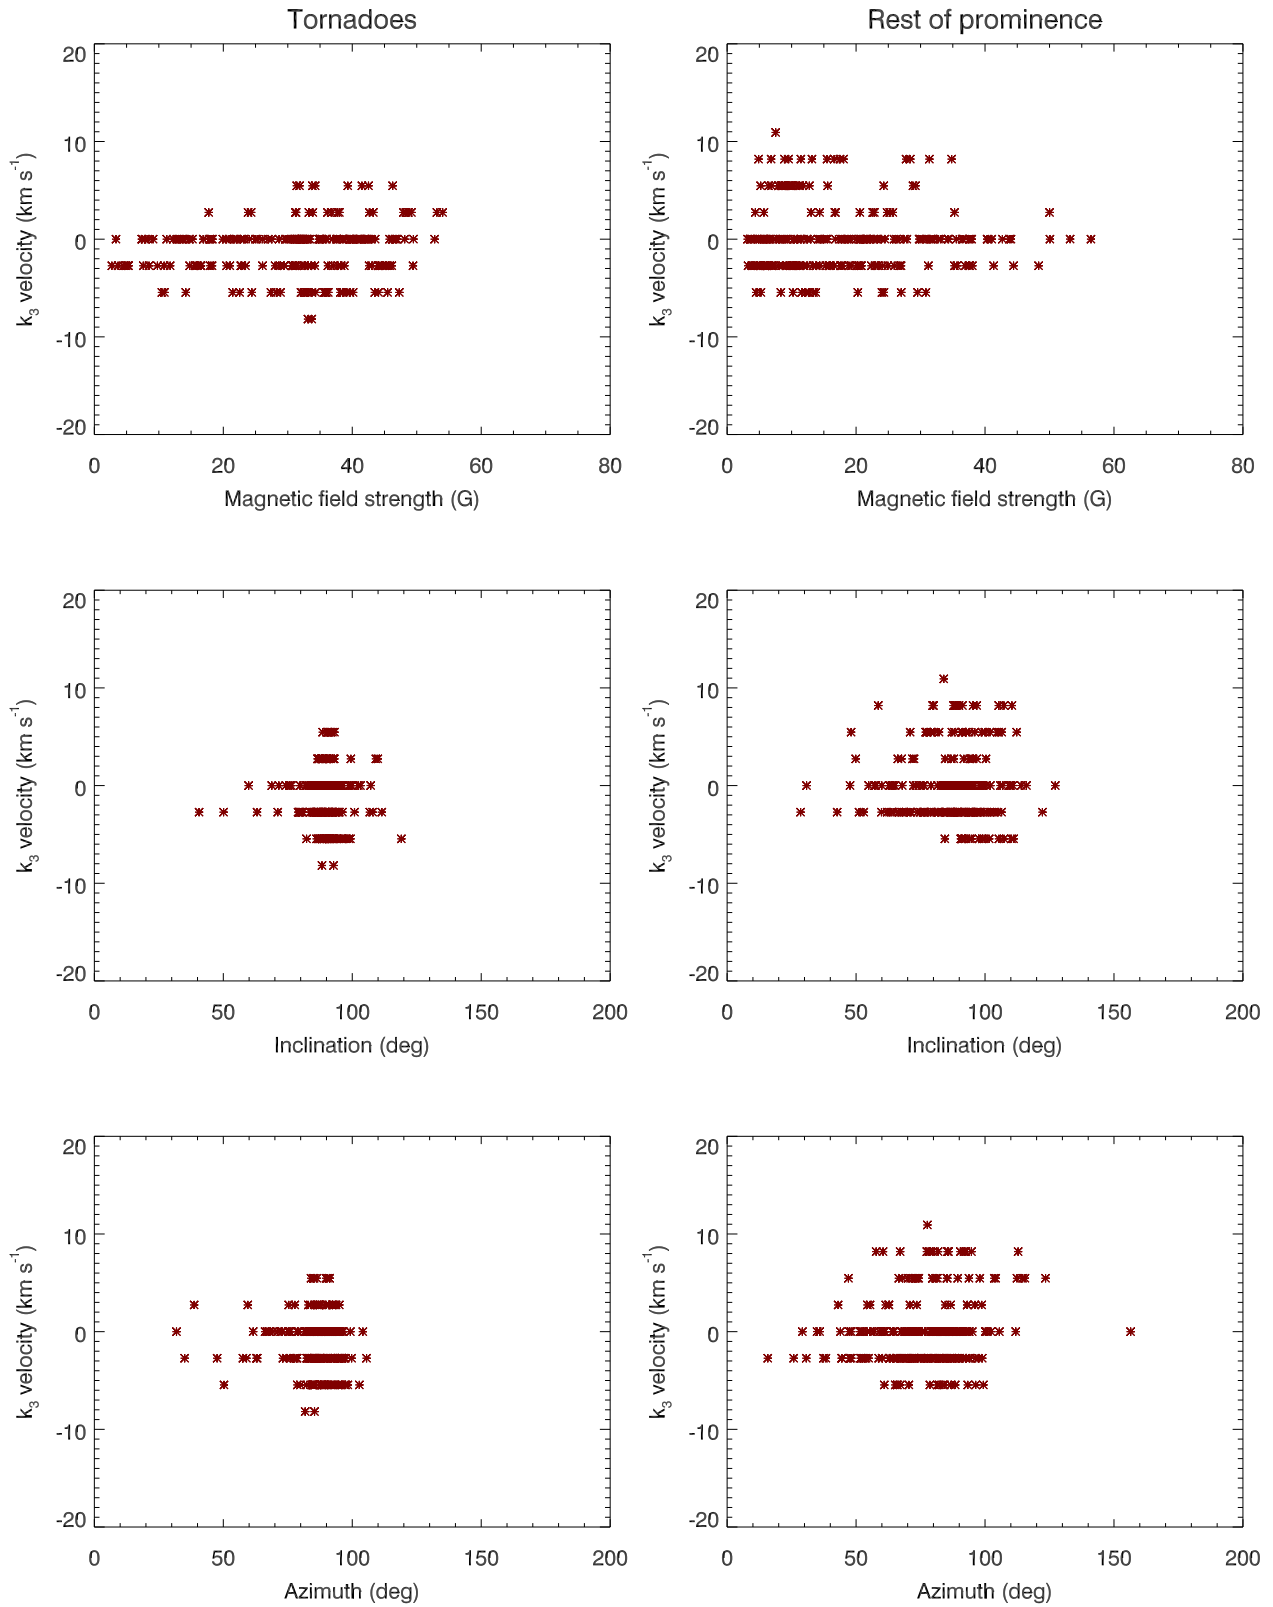 Tornadoes
Rest of prominence
20
10
0
-10
-20
k3 velocity (km s-1)
0 20 40 60 80
Magnetic field strength (G)
20
10
0
-10
-20
k3 velocity (km s-1)
0 20 40 60 80
Magnetic field strength (G)
20
10
0
-10
-20
k3 velocity (km s-1)
0 50 100 150 200
Inclination (deg)
20
10
0
-10
-20
k3 velocity (km s-1)
0 50 100 150 200
Inclination (deg)
20
10
0
-10
-20
k3 velocity (km s-1)
0 50 100 150 200
Azimuth (deg)
20
10
0
-10
-20
k3 velocity (km s-1)
0 50 100 150 200
Azimuth (deg)